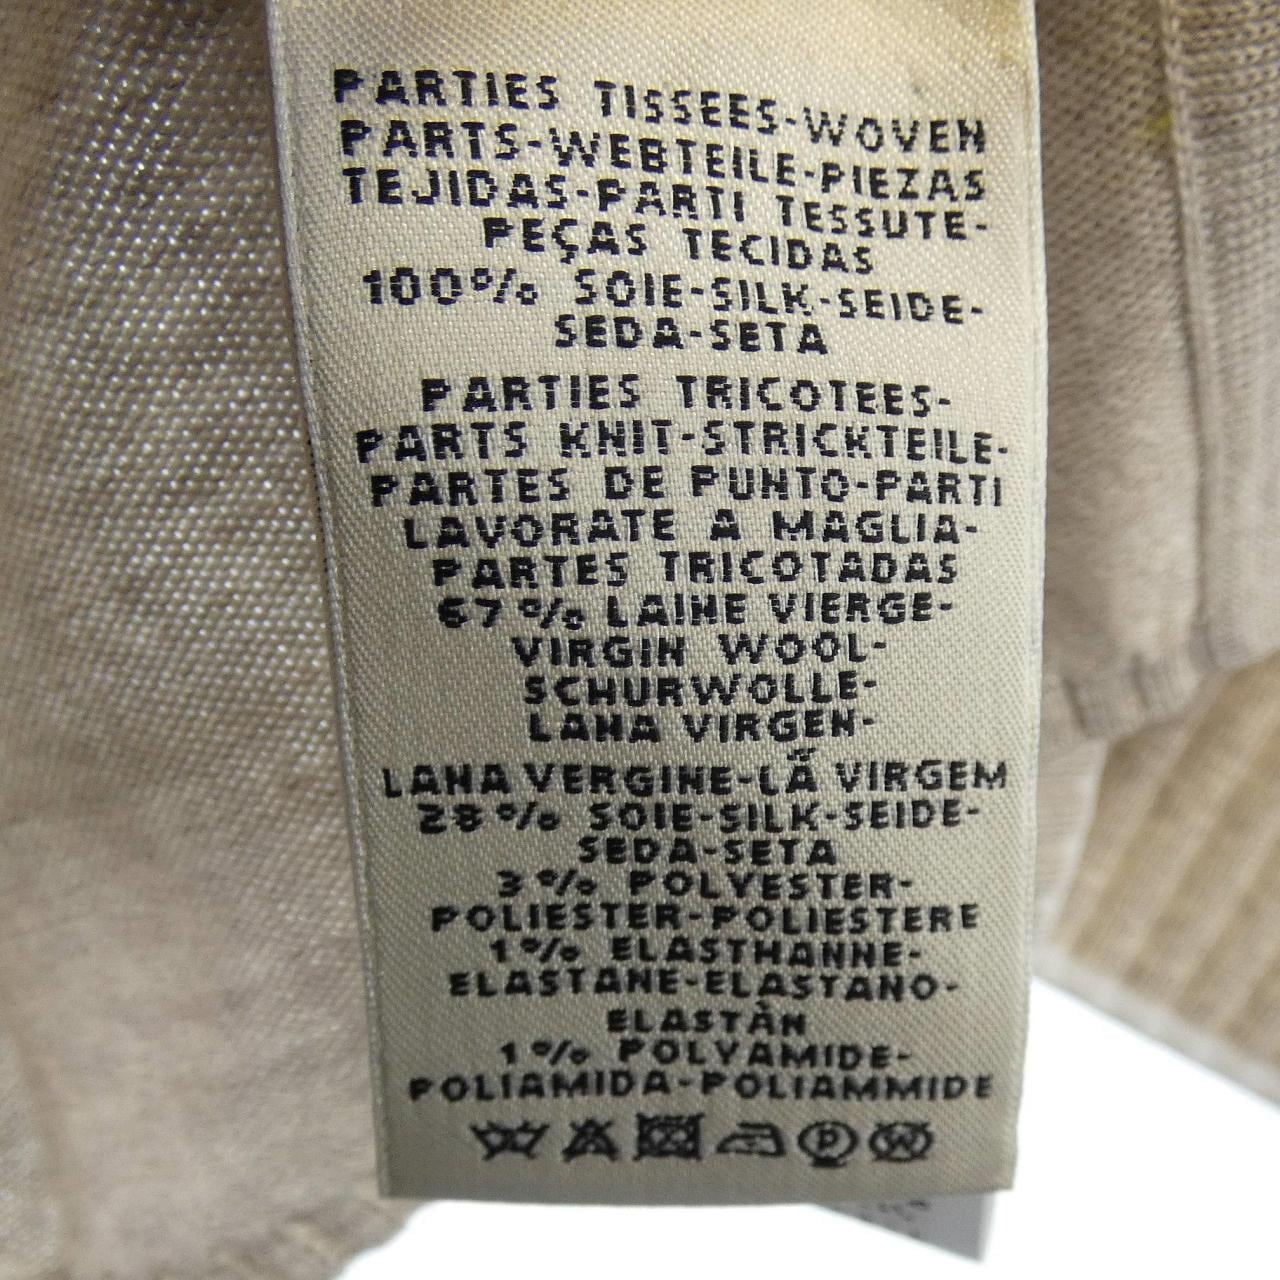 PARTIES TISSEES-WOVEN
PARTS-WEBTEILE-PIEZAS
TEJIDAS-PARTI TESSUTE-
PEÇAS TECIDAS
100% SOIE-SILK-SEIDE-
SEDA-SETA
PARTIES TRICOTEES-
PARTS KNIT-STRICKTEILE-
PARTES DE PUNTO-PARTI
LAVORATE A MAGLIA-
PARTES TRICOTADAS
67% LAINE VIERGE-
VIRGIN WOOL-
SCHURWOLLE-
LANA VIRGEN-
LANA VERGINE-LÃ VIRGEM
28% SOIE-SILK-SEIDE-
SEDA-SETA
3% POLYESTER-
POLIESTER-POLIESTERE
1% ELASTHANNE-
ELASTANE-ELASTANO-
ELASTÀN
1% POLYAMIDE-
POLIAMIDA-POLIAMMIDE
P W